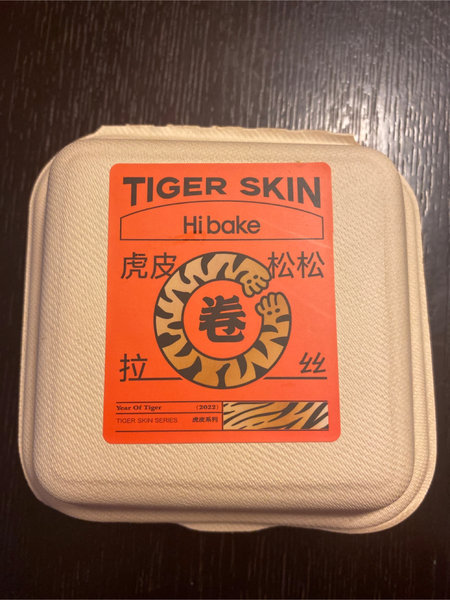 TIGER SKIN
Hi bake
虎皮 松松
卷
拉 丝
Year Of Tiger (2022)
TIGER SKIN SERIES 虎皮系列